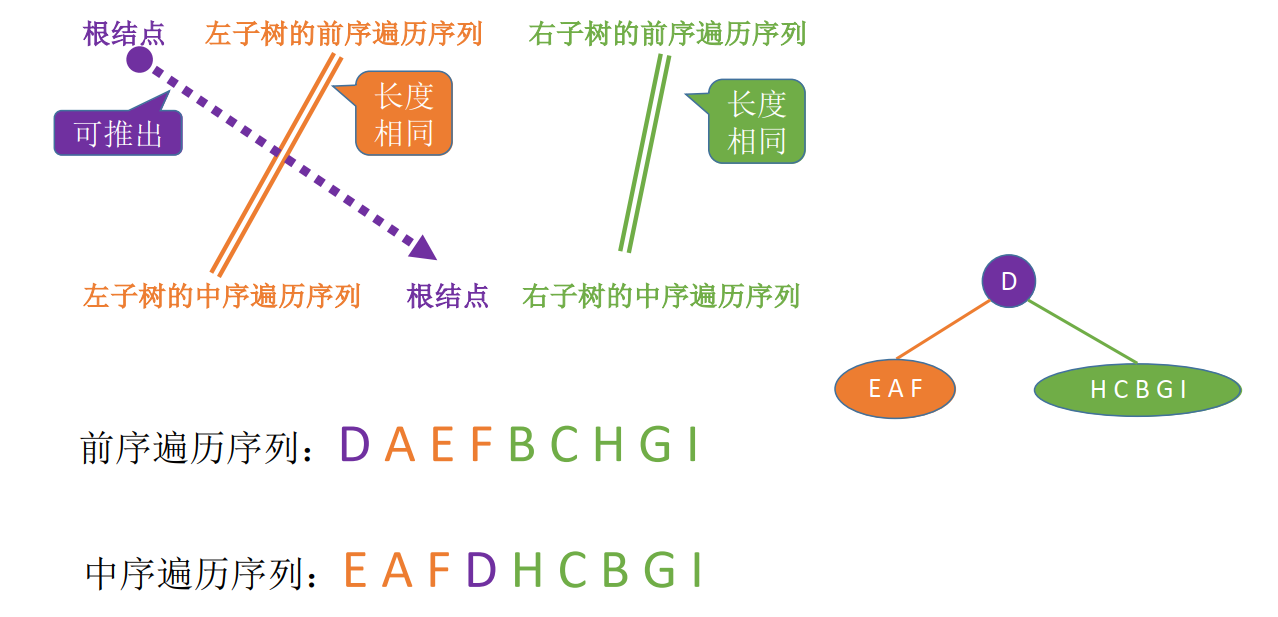 根结点 左子树的前序遍历序列 右子树的前序遍历序列
可推出
长度
相同
长度
相同
左子树的中序遍历序列 根结点 右子树的中序遍历序列
D
E A F
H C B G I
前序遍历序列：D A E F B C H G I
中序遍历序列：E A F D H C B G I